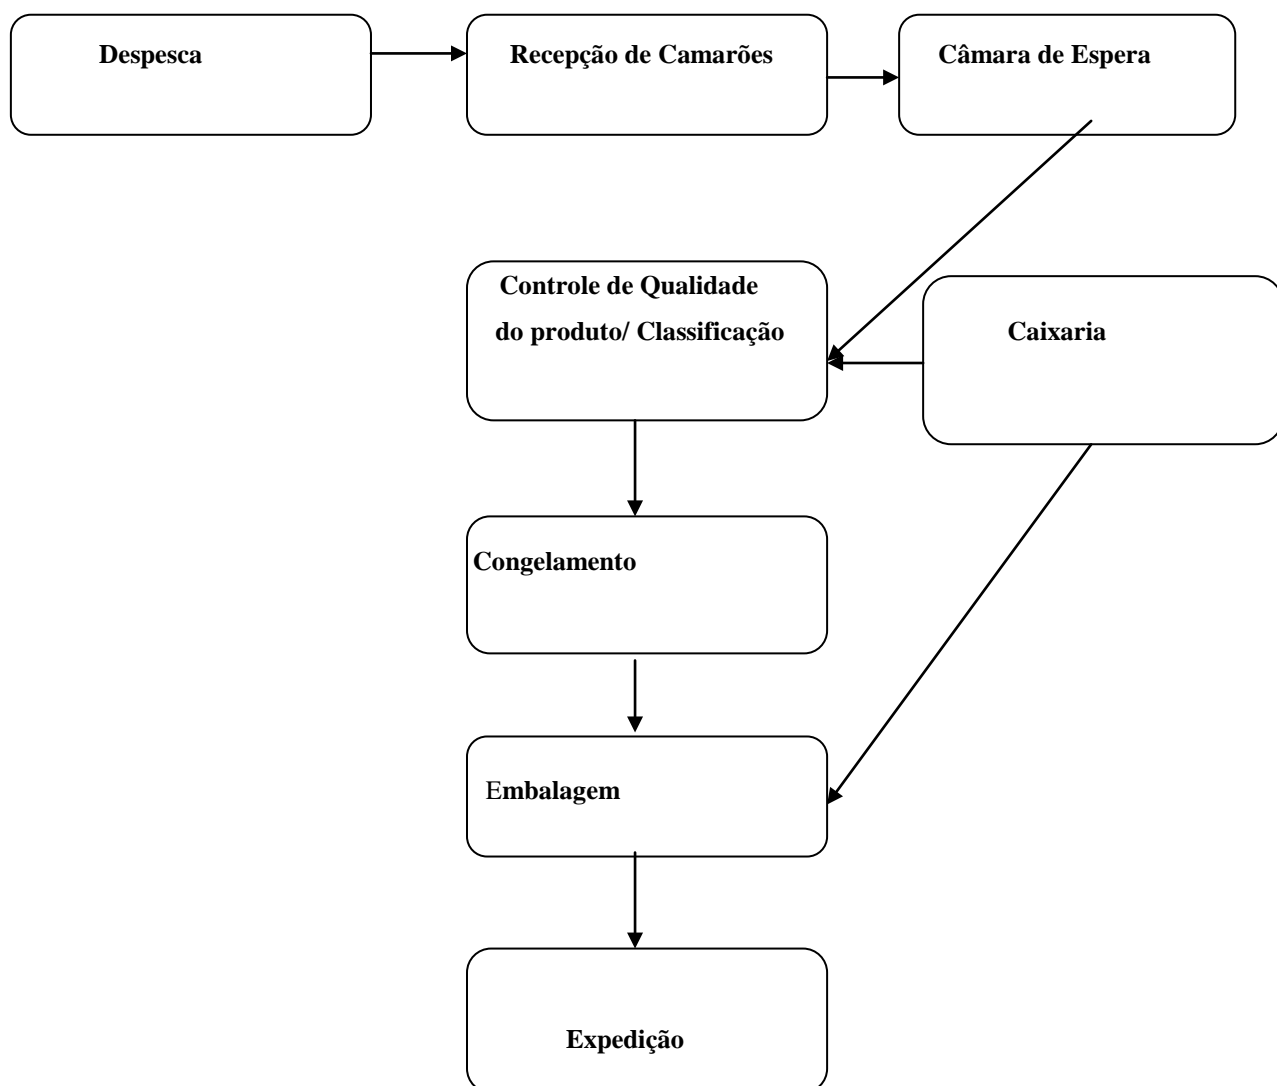 Despesca
Recepção de Camarões
Câmara de Espera
Controle de Qualidade
do produto/ Classificação
Caixaria
Congelamento
Embalagem
Expedição